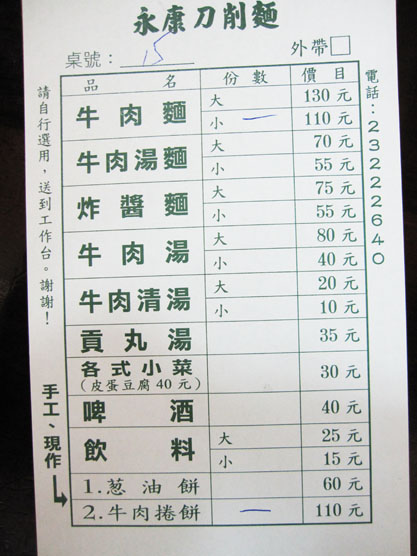 永康刀削麵
桌號： 15 外帶□
品名 份數 價目
牛肉麵 大 130元
小 一 110元
牛肉湯麵 大 70元
小 55元
炸醬麵 大 75元
小 55元
牛肉湯 大 80元
小 40元
牛肉清湯 大 20元
小 10元
貢丸湯 35元
各式小菜 30元
（皮蛋豆腐40元）
啤酒 40元
飲料 大 25元
小 15元
1.葱油餅 60元
2.牛肉捲餅 一 110元
電話：23222640
請自行選用，送到工作台。謝謝！
手工、現作